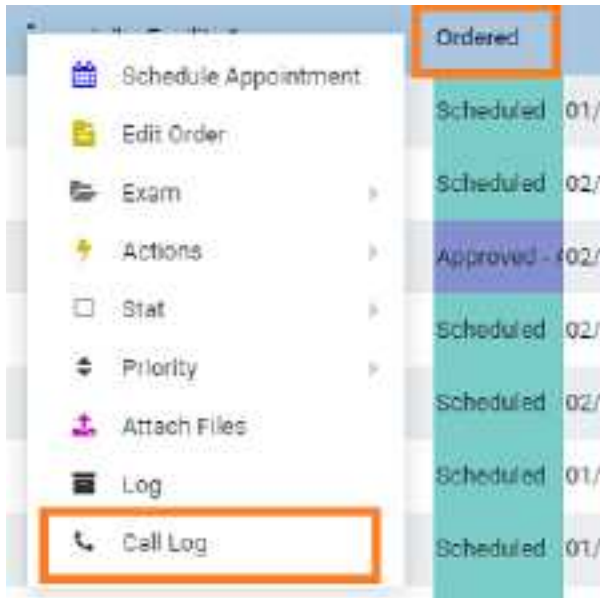 Ordered
Schedule Appointment
Scheduled 01/
Edit Order
Scheduled 02/
Exam
Actions
Approved - 02/
Stat
Scheduled 02/
Priority
Scheduled 02/
Attach Files
Log
Scheduled 01/
Call Log
Scheduled 01/